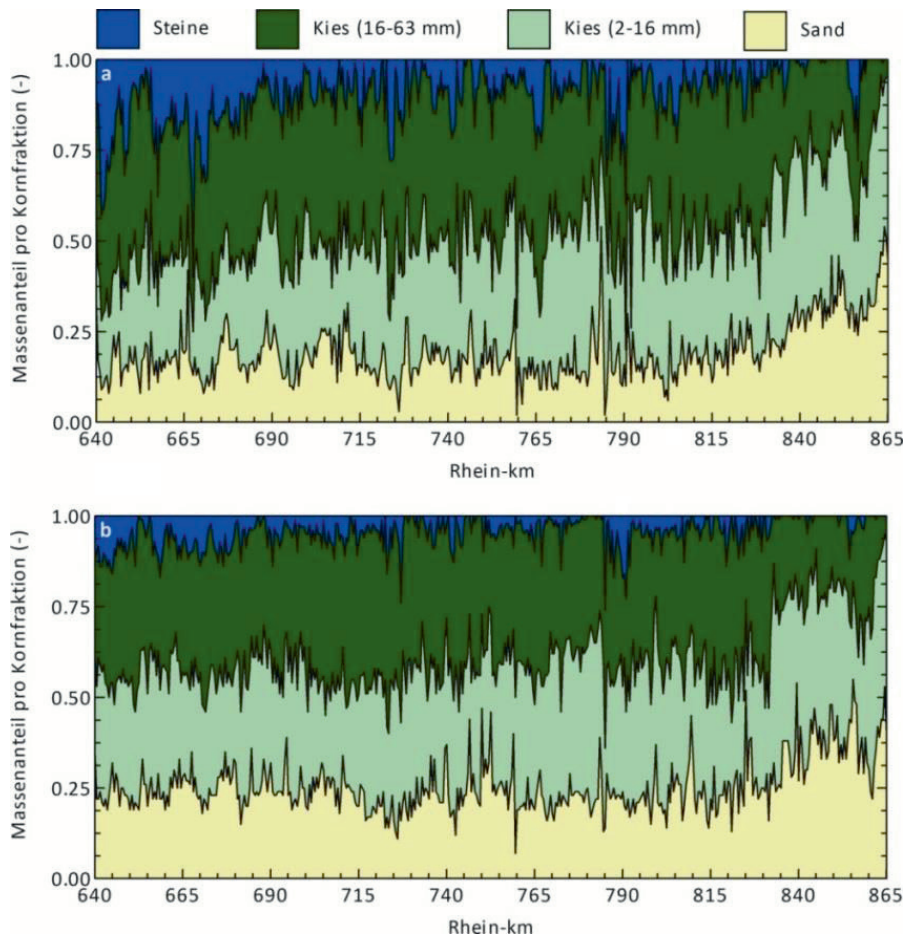 Steine Kies (16-63 mm) Kies (2-16 mm) Sand
a
Massenanteil pro Kornfraktion (-)
1.00
0.75
0.50
0.25
0.00
640 665 690 715 740 765 790 815 840 865
Rhein-km
b
Massenanteil pro Kornfraktion (-)
1.00
0.75
0.50
0.25
0.00
640 665 690 715 740 765 790 815 840 865
Rhein-km